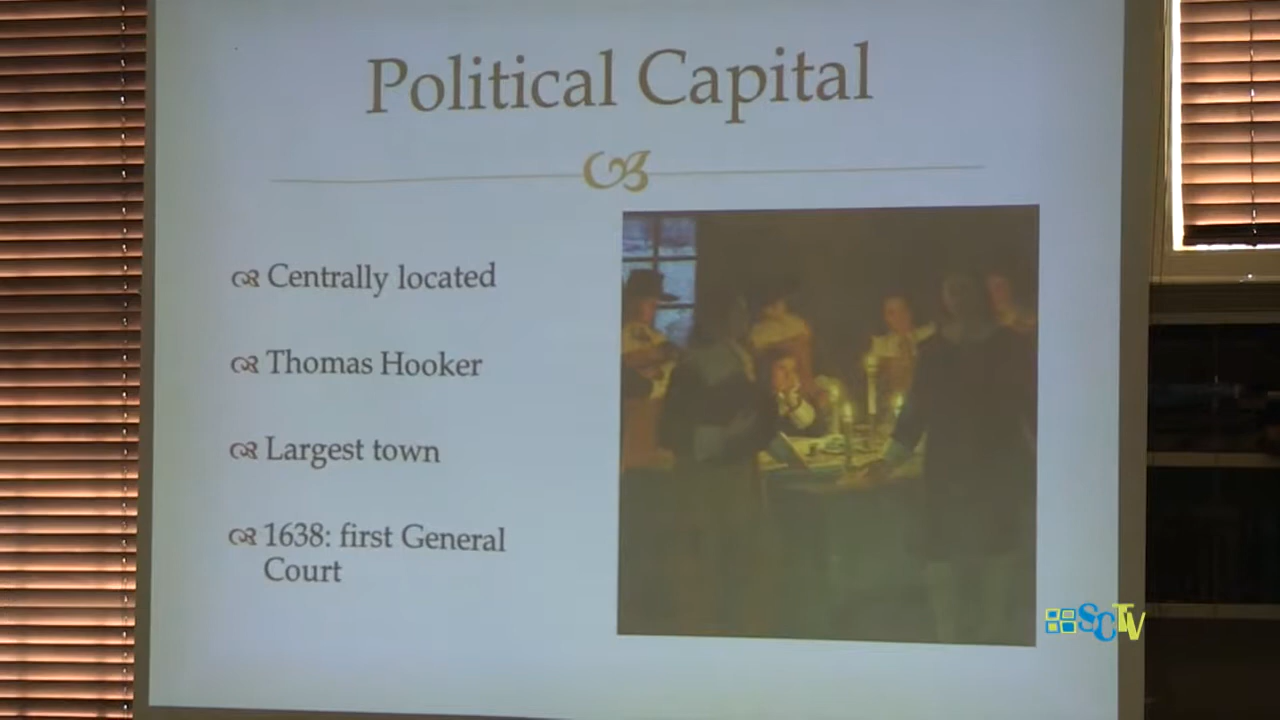 Political Capital
Centrally located
Thomas Hooker
Largest town
1638: first General
Court
SCTV